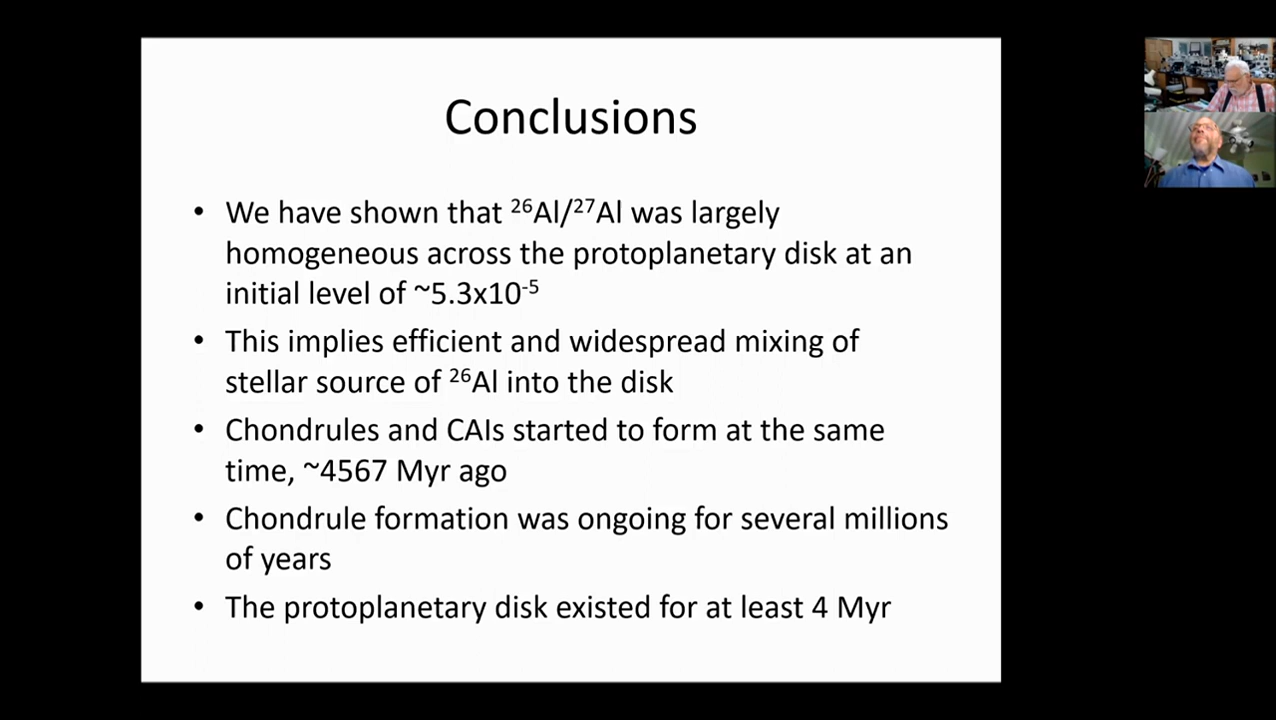 Conclusions
• We have shown that ²⁶Al/²⁷Al was largely
homogeneous across the protoplanetary disk at an
initial level of ~5.3x10⁻⁵
• This implies efficient and widespread mixing of
stellar source of ²⁶Al into the disk
• Chondrules and CAIs started to form at the same
time, ~4567 Myr ago
• Chondrule formation was ongoing for several millions
of years
• The protoplanetary disk existed for at least 4 Myr